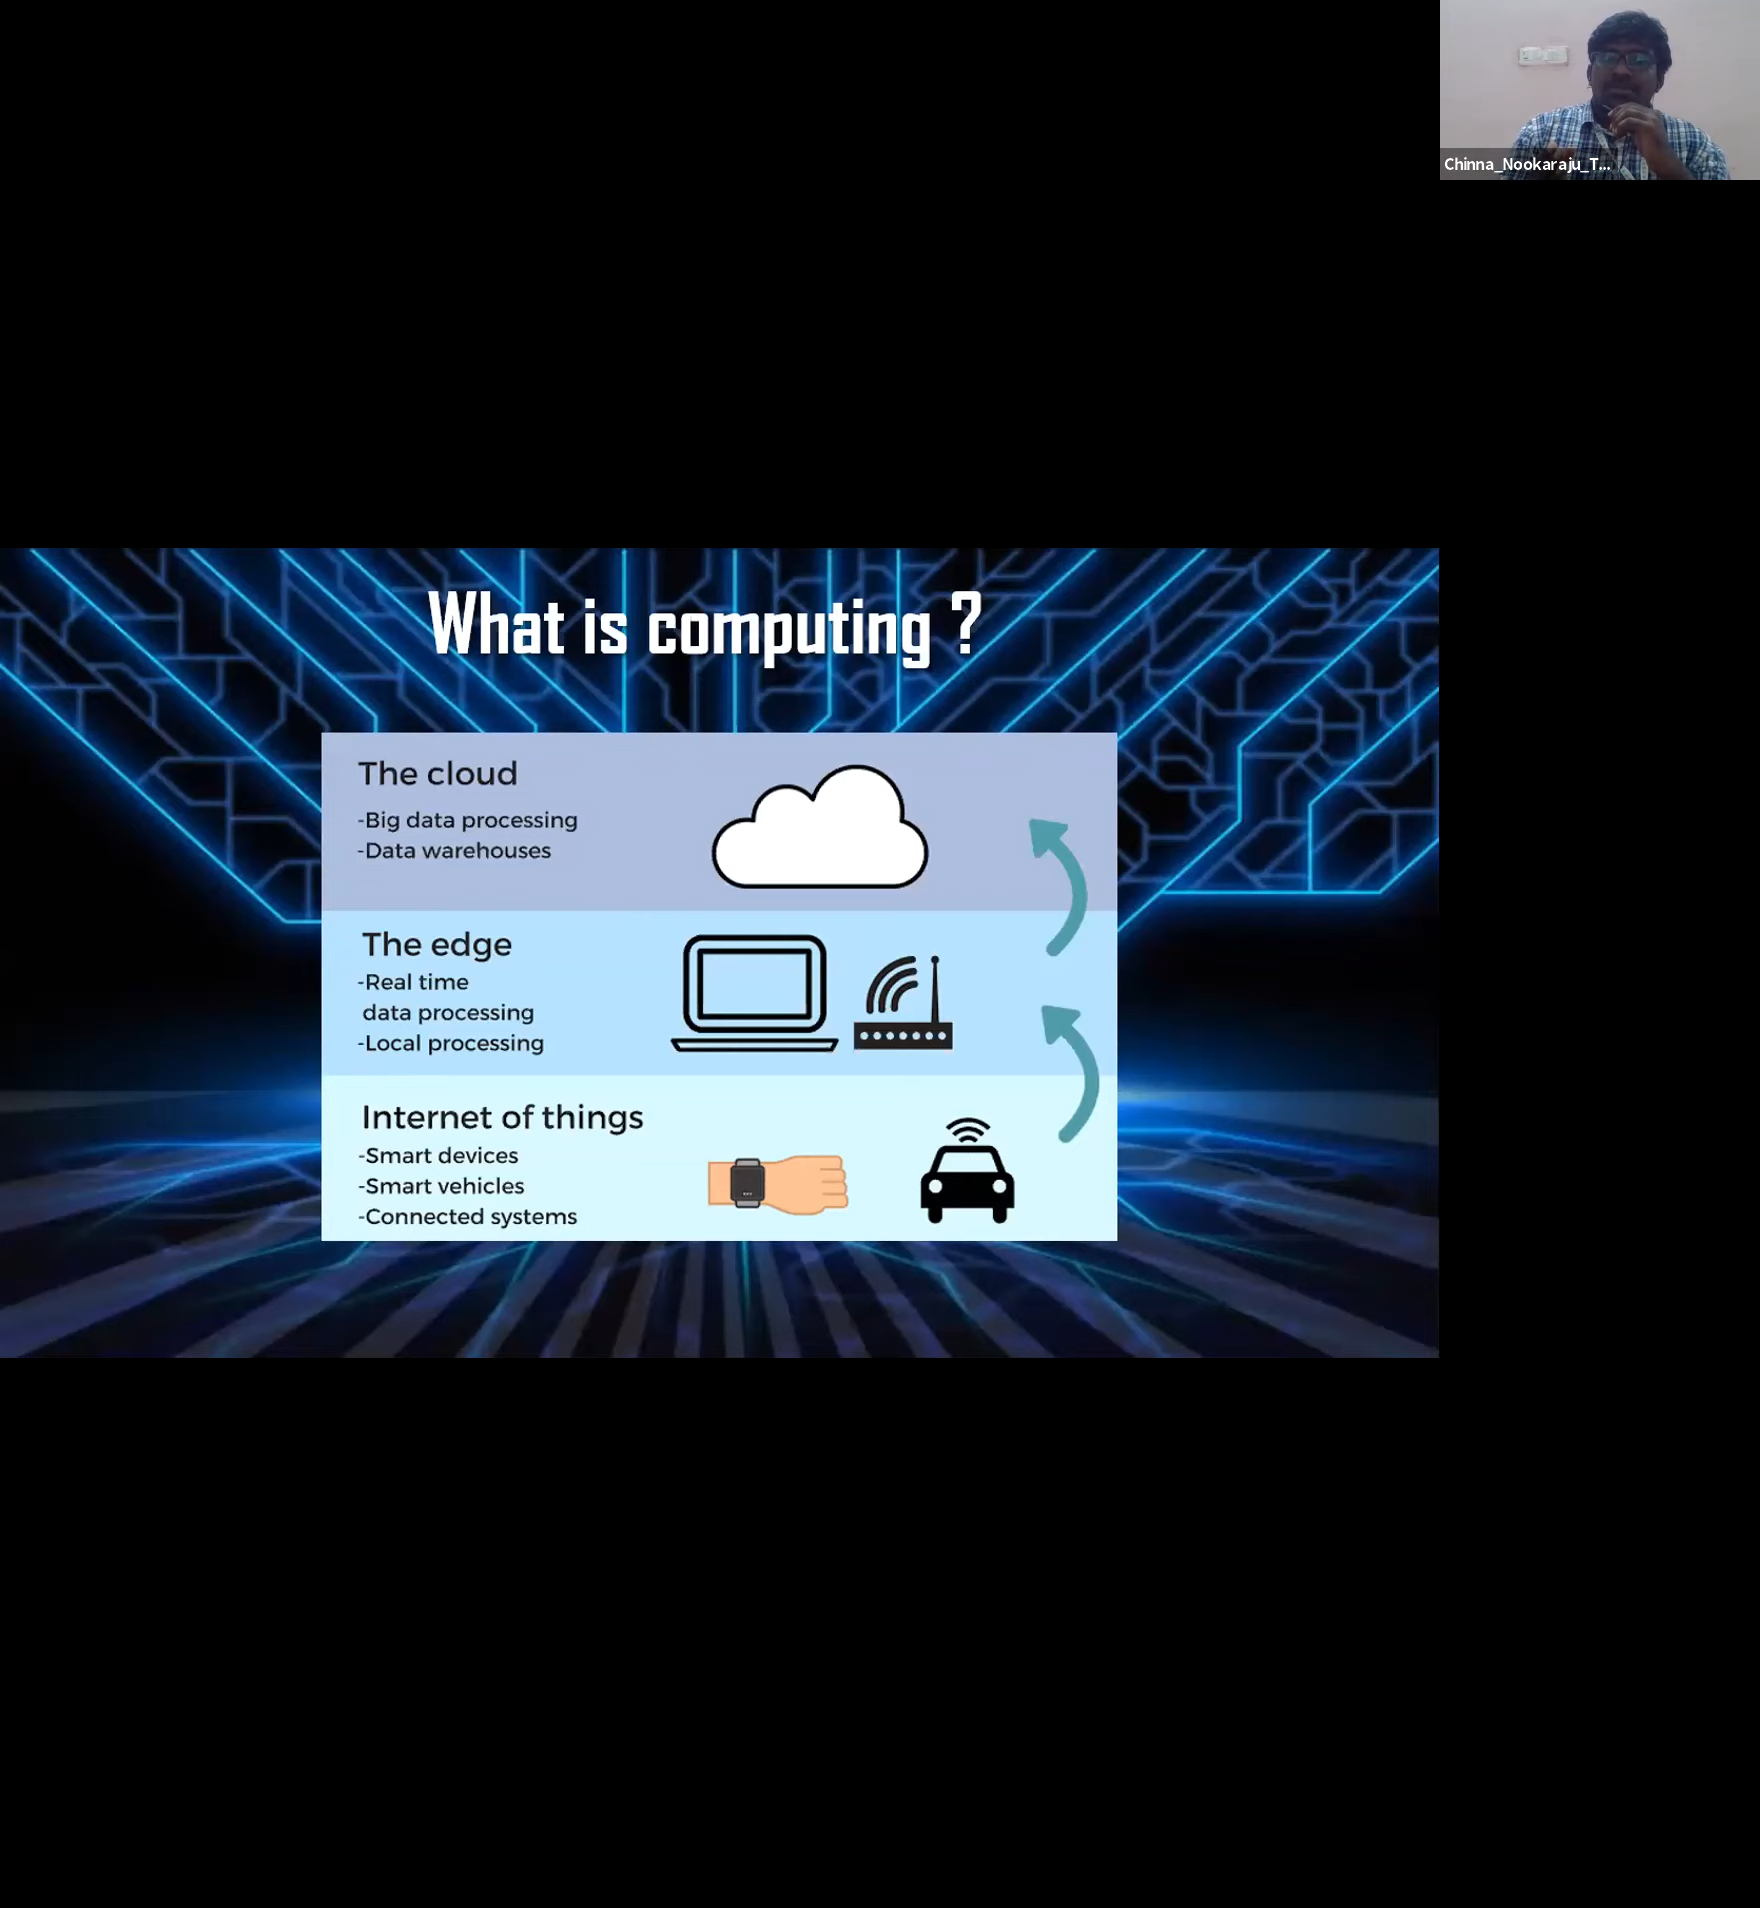 Chinna_Nookaraju_T...
What is computing ?
The cloud
-Big data processing
-Data warehouses
The edge
-Real time
data processing
-Local processing
Internet of things
-Smart devices
-Smart vehicles
-Connected systems